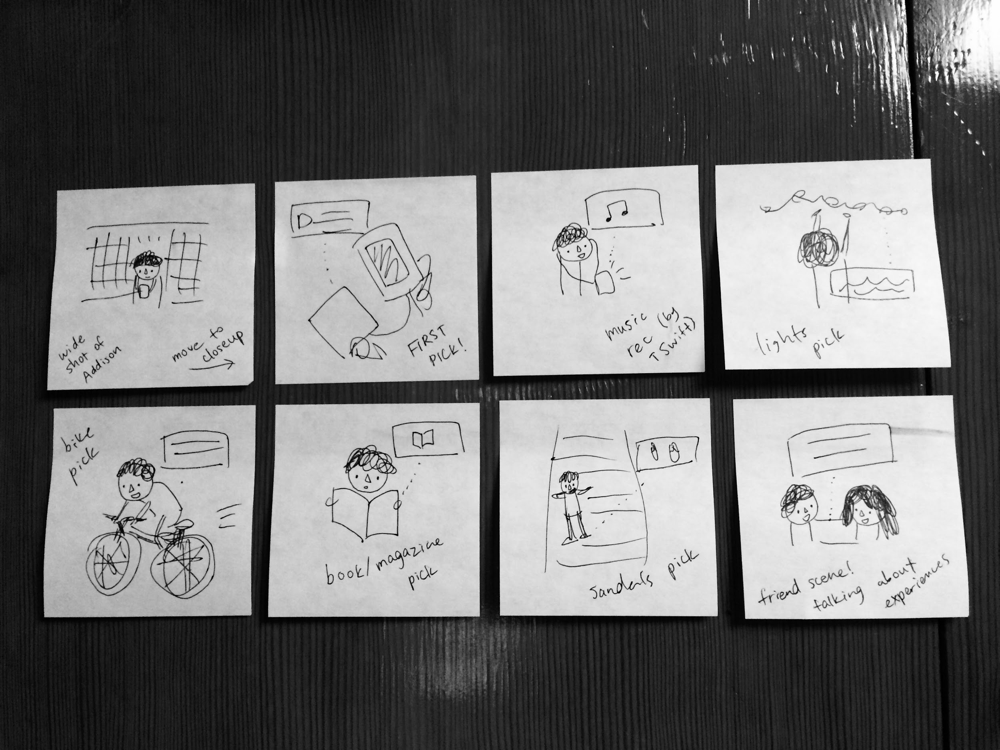 wide
shot of
Addison
move to
closeup
D
FIRST
PICK!
music
rec (by
T Swift)
lights
pick
bike
pick
book/magazine
pick
sandals pick
friend scene!
talking about
experiences